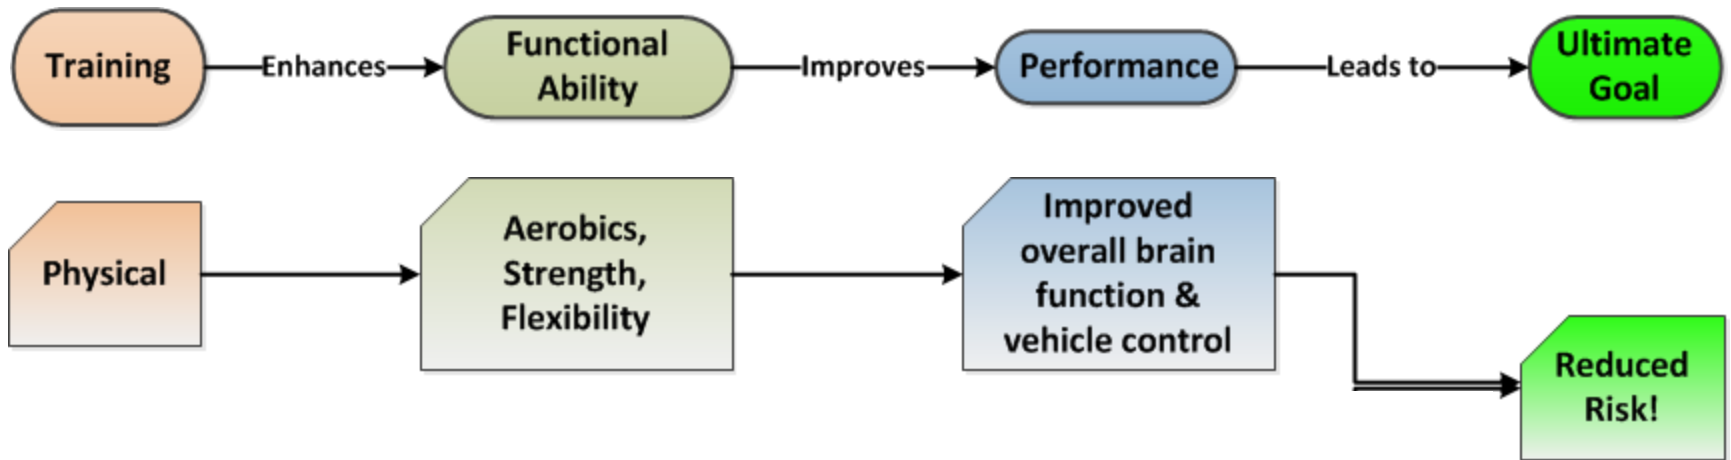 Training
Enhances
Functional
Ability
Improves
Performance
Leads to
Ultimate
Goal
Physical
Aerobics,
Strength,
Flexibility
Improved
overall brain
function &
vehicle control
Reduced
Risk!